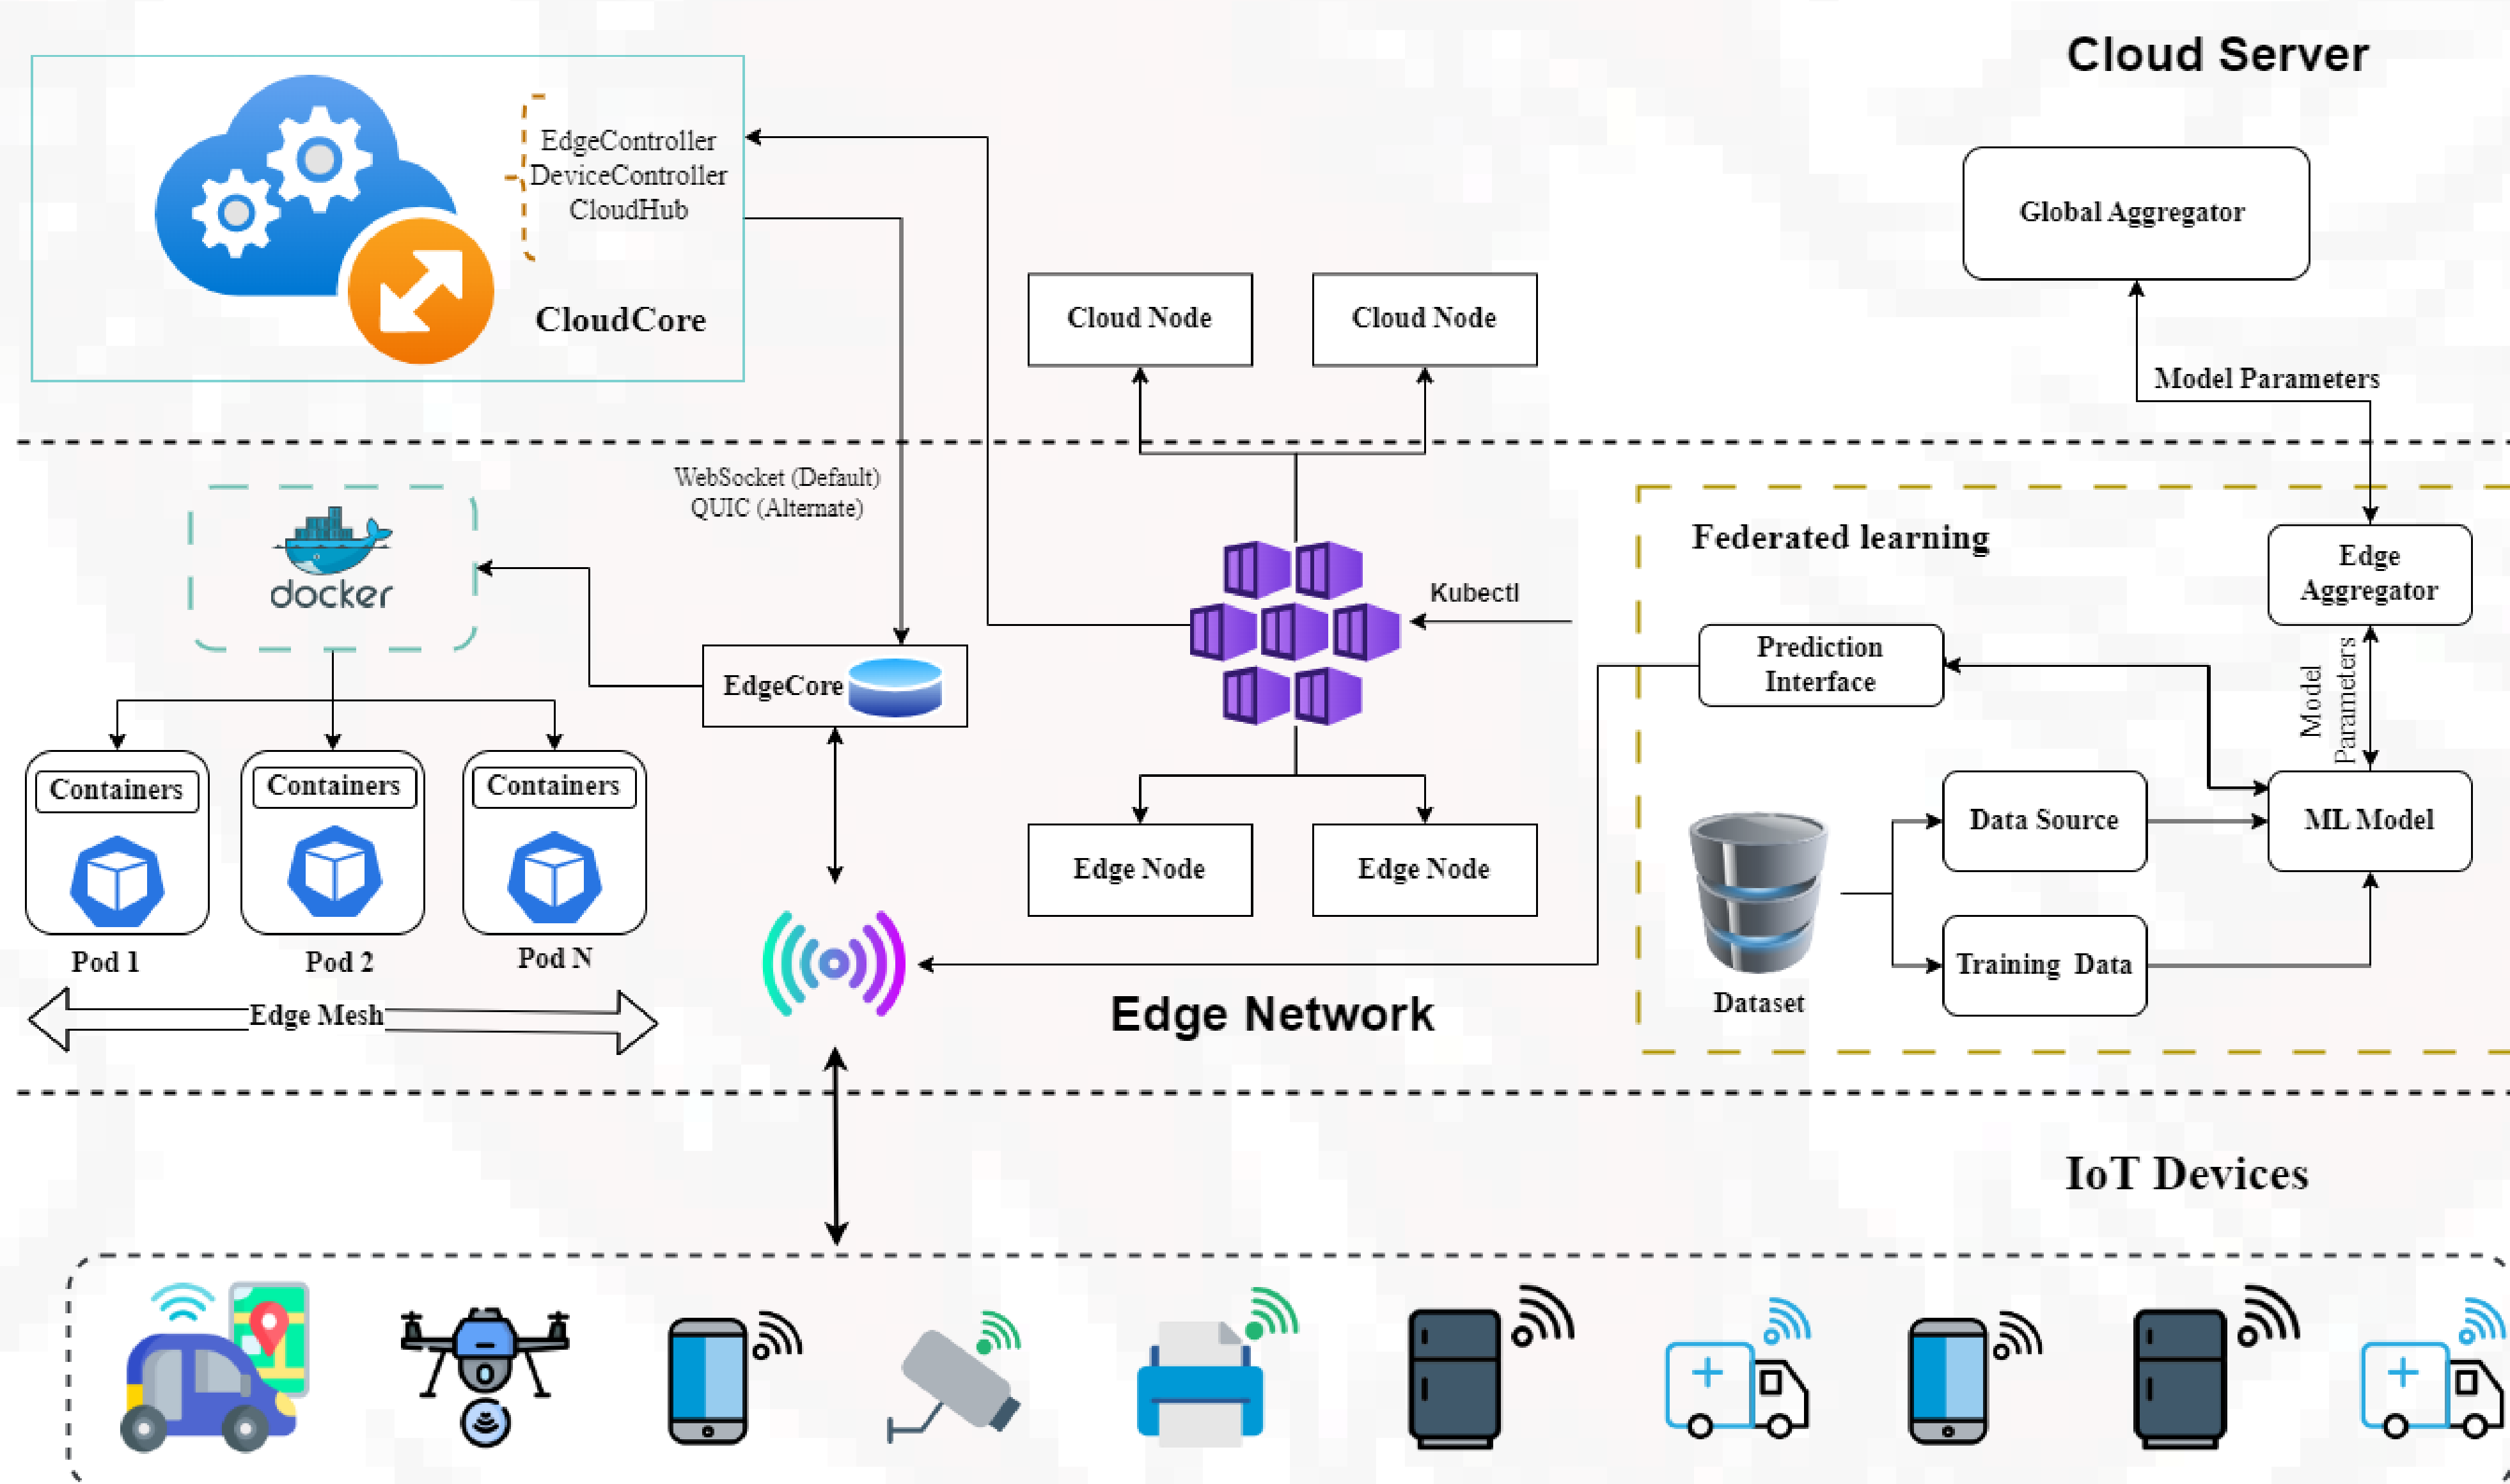 Cloud Server
EdgeController
DeviceController
CloudHub
CloudCore
Global Aggregator
Cloud Node
Cloud Node
Model Parameters
WebSocket (Default)
QUIC (Alternate)
docker
Kubectl
Federated learning
Edge
Aggregator
EdgeCore
Prediction
Interface
Model
Parameters
Containers
Containers
Containers
Data Source
ML Model
Edge Node
Edge Node
Pod 1
Pod 2
Pod N
Training Data
Dataset
Edge Mesh
Edge Network
IoT Devices